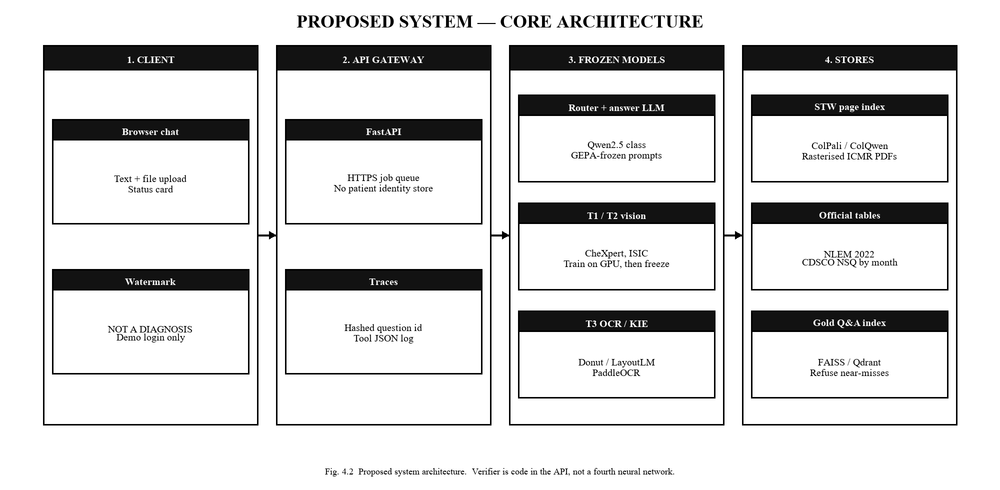 PROPOSED SYSTEM — CORE ARCHITECTURE
1. CLIENT
Browser chat
Text + file upload
Status card
Watermark
NOT A DIAGNOSIS
Demo login only
2. API GATEWAY
FastAPI
HTTPS job queue
No patient identity store
Traces
Hashed question id
Tool JSON log
3. FROZEN MODELS
Router + answer LLM
Qwen2.5 class
GEPA-frozen prompts
T1 / T2 vision
CheXpert, ISIC
Train on GPU, then freeze
T3 OCR / KIE
Donut / LayoutLM
PaddleOCR
4. STORES
STW page index
ColPali / ColQwen
Rasterised ICMR PDFs
Official tables
NLEM 2022
CDSCO NSQ by month
Gold Q&A index
FAISS / Qdrant
Refuse near-misses
Fig. 4.2  Proposed system architecture.  Verifier is code in the API, not a fourth neural network.